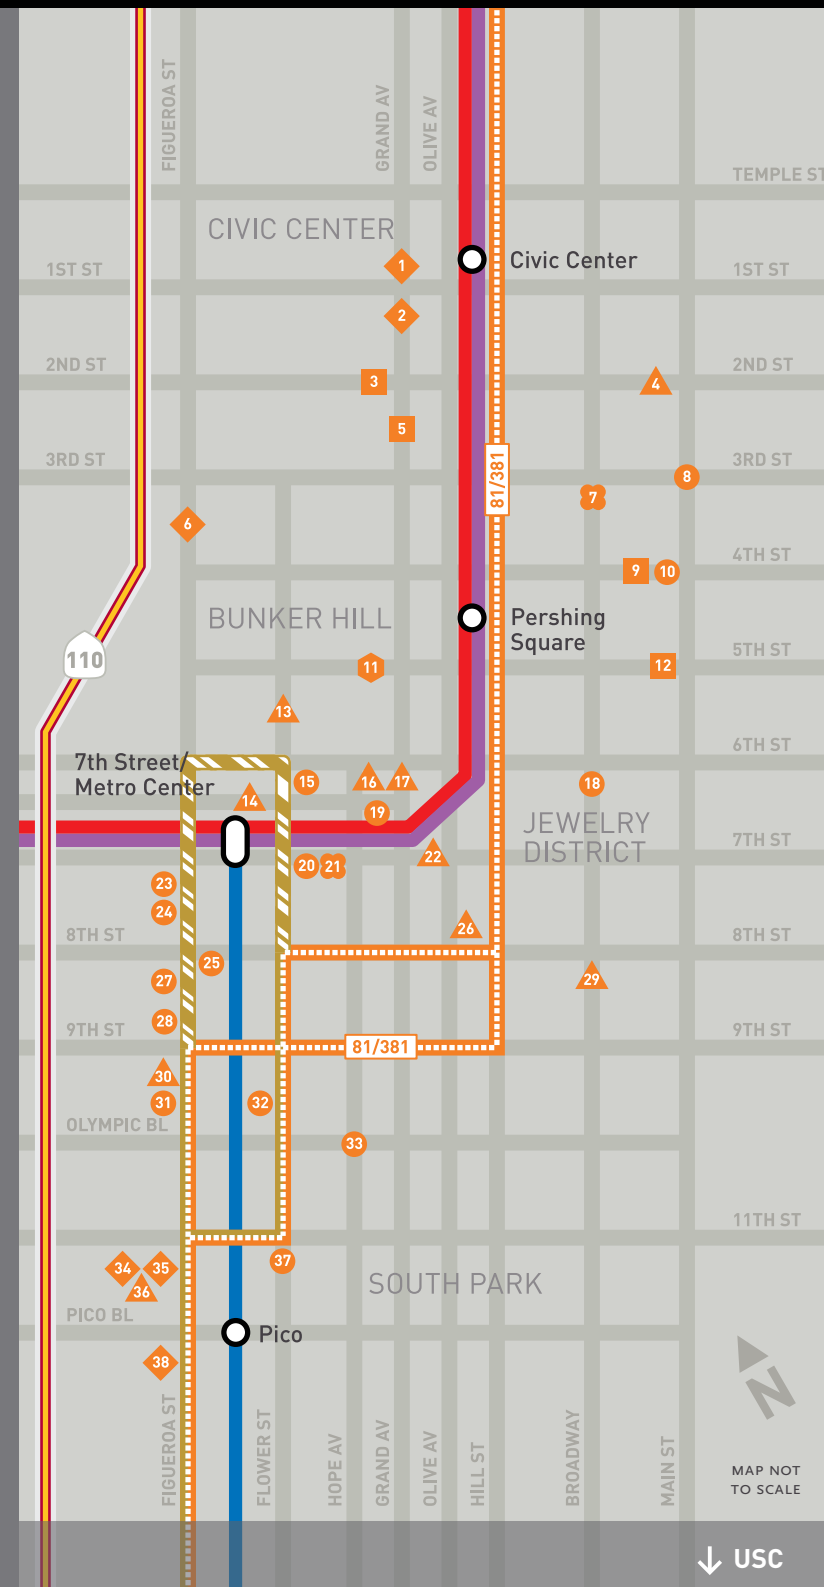 FIGUEROA ST
GRAND AV
OLIVE AV
TEMPLE ST
CIVIC CENTER
1
Civic Center
1ST ST
1ST ST
2
2ND ST
2ND ST
3
4
5
3RD ST
81/381
3RD ST
8
7
6
4TH ST
9
10
BUNKER HILL
Pershing
Square
110
11
5TH ST
12
13
6TH ST
7th Street/
Metro Center
14
15
16
17
18
19
JEWELRY
DISTRICT
7TH ST
20
21
22
23
24
8TH ST
26
8TH ST
25
27
29
28
9TH ST
81/381
9TH ST
30
31
32
OLYMPIC BL
33
11TH ST
34
35
36
37
SOUTH PARK
PICO BL
Pico
38
FIGUEROA ST
FLOWER ST
HOPE AV
GRAND AV
OLIVE AV
HILL ST
BROADWAY
MAIN ST
N
MAP NOT
TO SCALE
USC